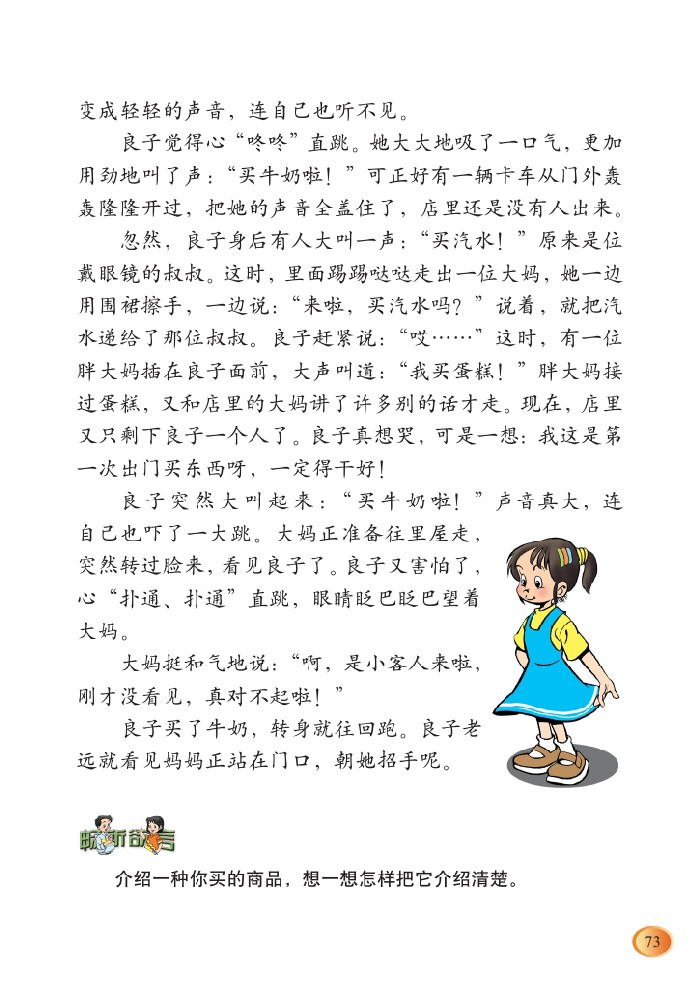 变成轻轻的声音，连自己也听不见。
良子觉得心“咚咚”直跳。她大大地吸了一口气，更加
用劲地叫了声：“买牛奶啦！”可正好有一辆卡车从门外轰
轰隆隆开过，把她的声音全盖住了，店里还是没有人出来。
忽然，良子身后有人大叫一声：“买汽水！”原来是位
戴眼镜的叔叔。这时，里面踢踢哒哒走出一位大妈，她一边
用围裙擦手，一边说：“来啦，买汽水吗？”说着，就把汽
水递给了那位叔叔。良子赶紧说：“哎……”这时，有一位
胖大妈插在良子面前，大声叫道：“我买蛋糕！”胖大妈接
过蛋糕，又和店里的大妈讲了许多别的话才走。现在，店里
又只剩下良子一个人了。良子真想哭，可是一想：我这是第
一次出门买东西呀，一定得干好！
良子突然大叫起来：“买牛奶啦！”声音真大，连
自己也吓了一大跳。大妈正准备往里屋走，
突然转过脸来，看见良子了。良子又害怕了，
心“扑通、扑通”直跳，眼睛眨巴眨巴望着
大妈。
大妈挺和气地说：“啊，是小客人来啦，
刚才没看见，真对不起啦！”
良子买了牛奶，转身就往回跑。良子老
远就看见妈妈正站在门口，朝她招手呢。
畅所欲言
介绍一种你买的商品，想一想怎样把它介绍清楚。
73